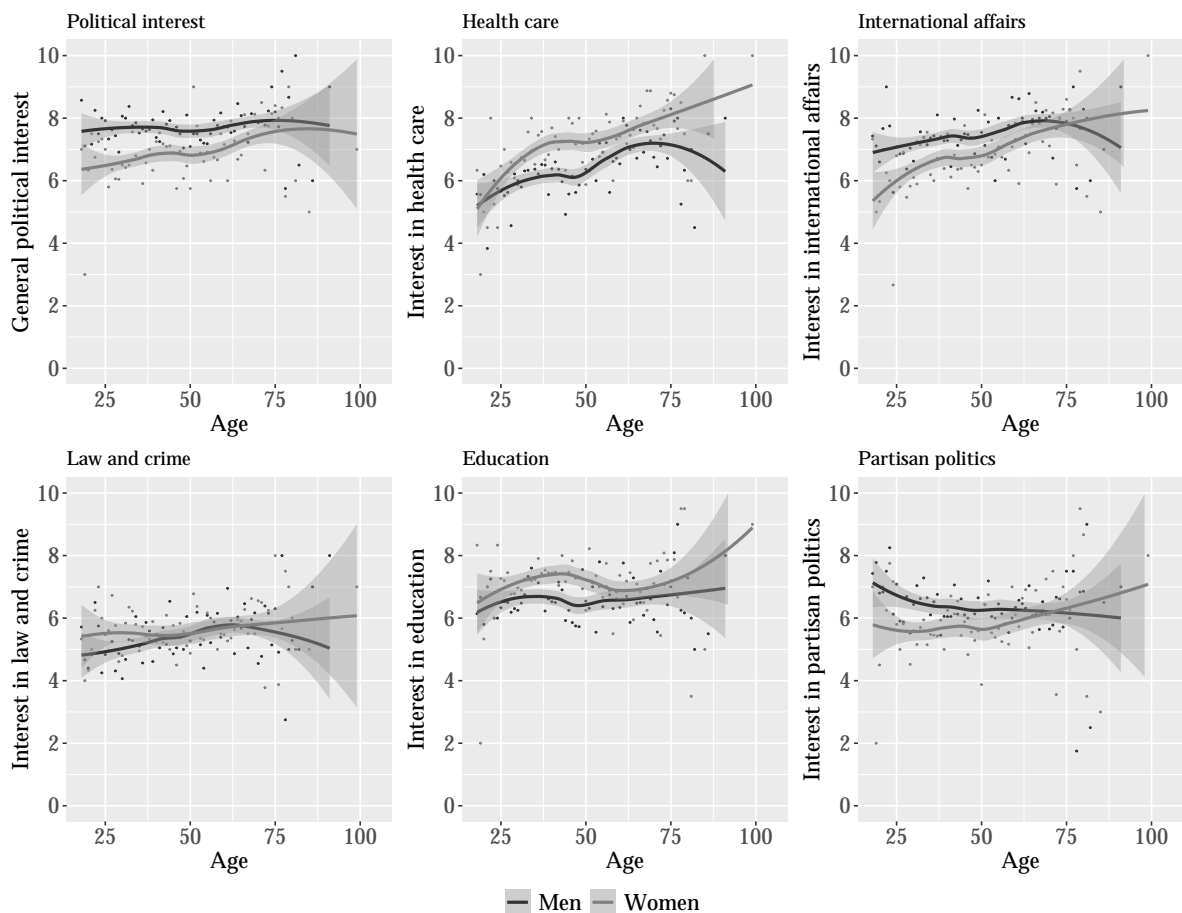 Political interest
General political interest
10
8
6
4
2
0
25 50 75 100
Age
Health care
Interest in health care
10
8
6
4
2
0
25 50 75 100
Age
International affairs
Interest in international affairs
10
8
6
4
2
0
25 50 75 100
Age
Law and crime
Interest in law and crime
10
8
6
4
2
0
25 50 75 100
Age
Education
Interest in education
10
8
6
4
2
0
25 50 75 100
Age
Partisan politics
Interest in partisan politics
10
8
6
4
2
0
25 50 75 100
Age
Men Women